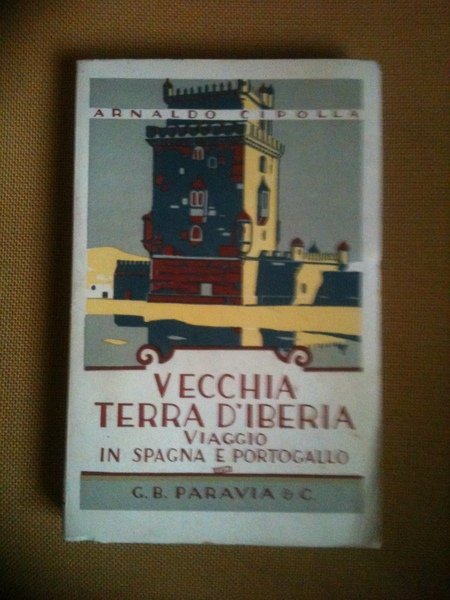 ARNALDO CIPOLLA
VECCHIA
TERRA D'IBERIA
VIAGGIO
IN SPAGNA E PORTOGALLO
G.B. PARAVIA & C.